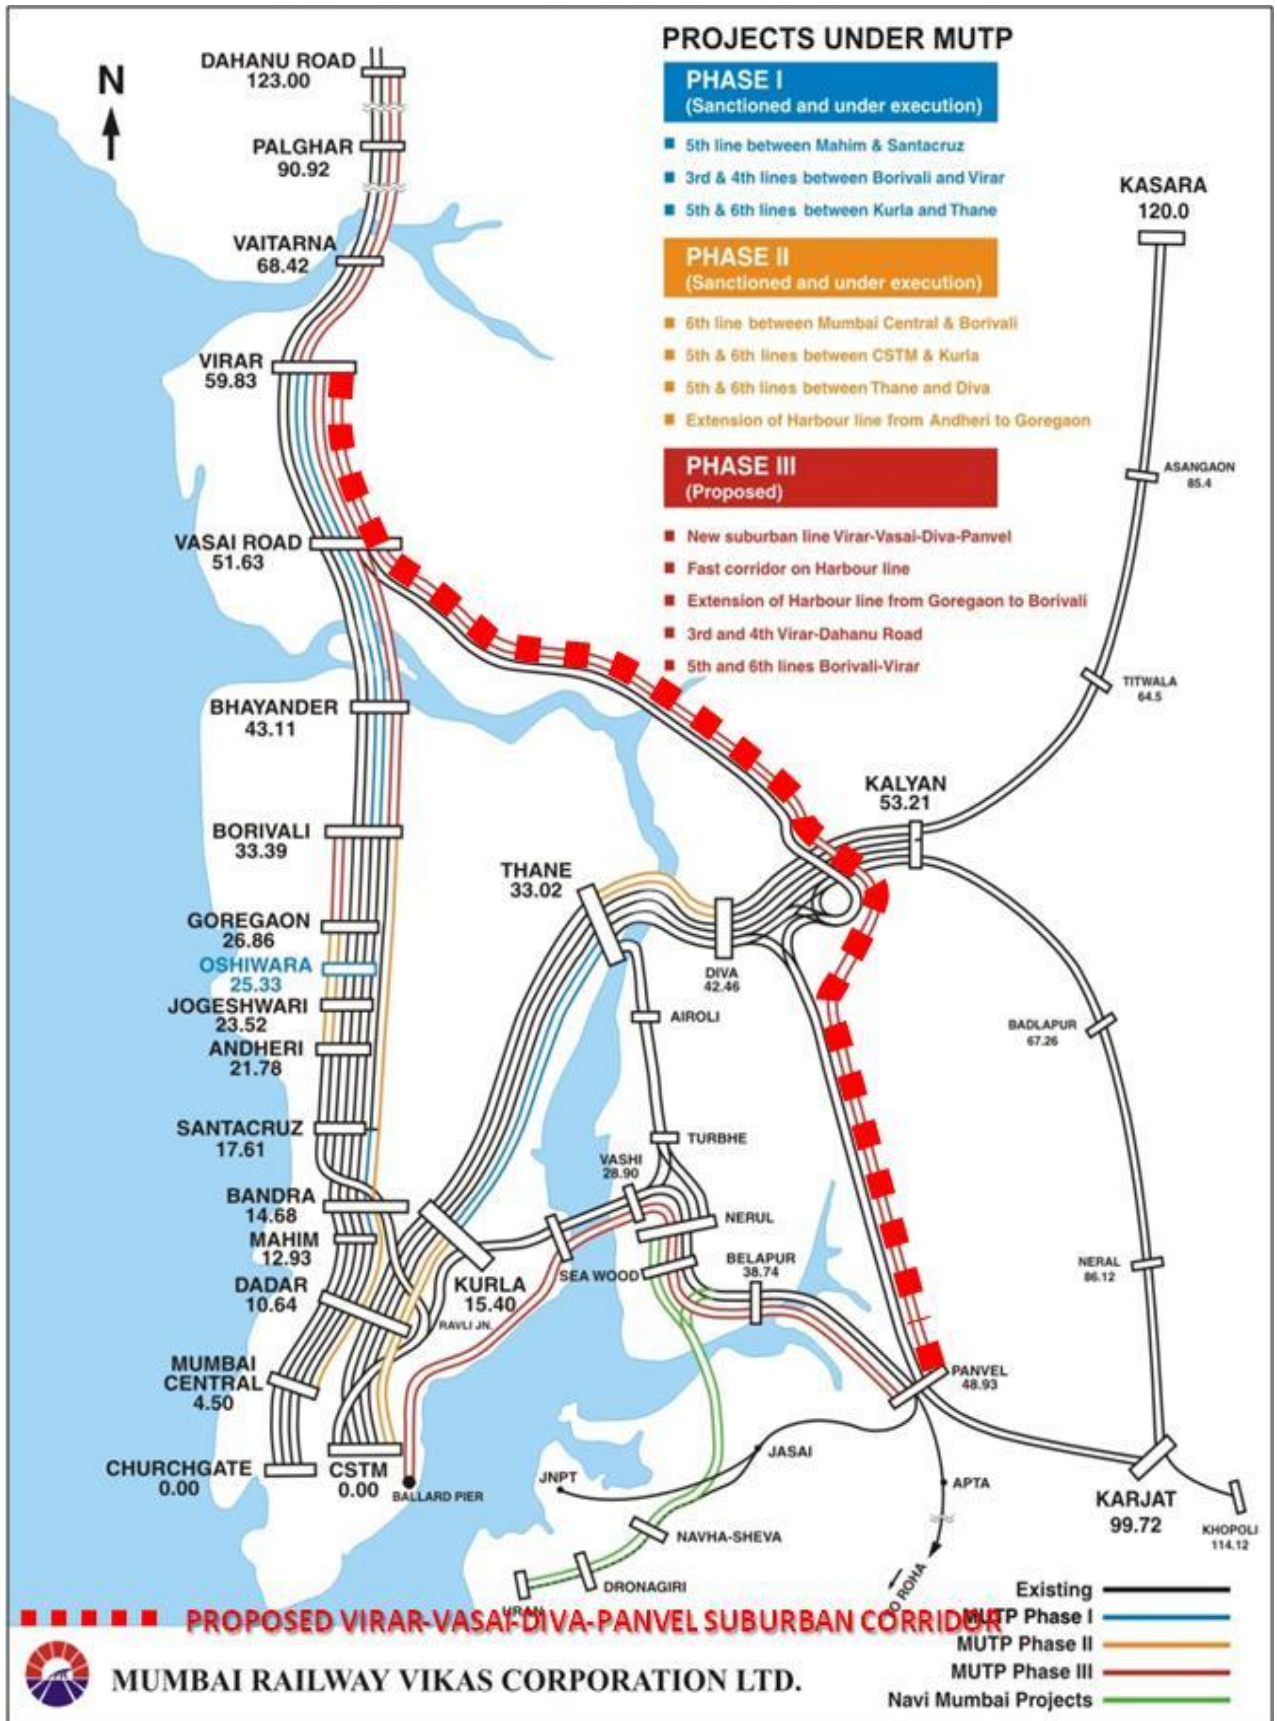 PROJECTS UNDER MUTP
PHASE I
(Sanctioned and under execution)
5th line between Mahim & Santacruz
3rd & 4th lines between Borivali and Virar
5th & 6th lines between Kurla and Thane
PHASE II
(Sanctioned and under execution)
6th line between Mumbai Central & Borivali
5th & 6th lines between CSTM & Kurla
5th & 6th lines between Thane and Diva
Extension of Harbour line from Andheri to Goregaon
PHASE III
(Proposed)
New suburban line Virar-Vasai-Diva-Panvel
Fast corridor on Harbour line
Extension of Harbour line from Goregaon to Borivali
3rd and 4th Virar-Dahanu Road
5th and 6th lines Borivali-Virar
N
DAHANU ROAD
123.00
PALGHAR
90.92
VAITARNA
68.42
VIRAR
59.83
VASAI ROAD
51.63
BHAYANDER
43.11
BORIVALI
33.39
GOREGAON
26.86
OSHIWARA
25.33
JOGESHWARI
23.52
ANDHERI
21.78
SANTACRUZ
17.61
BANDRA
14.68
MAHIM
12.93
DADAR
10.64
MUMBAI
CENTRAL
4.50
CHURCHGATE
0.00
CSTM
0.00
BALLARD PIER
KURLA
15.40
RAVLI JN.
THANE
33.02
DIVA
42.46
KALYAN
53.21
KASARA
120.0
ASANGAON
85.4
TITWALA
64.5
BADLAPUR
67.26
NERAL
86.12
KARJAT
99.72
KHOPOLI
114.12
AIROLI
TURBHE
VASHI
28.90
NERUL
SEA WOOD
BELAPUR
38.74
PANVEL
48.93
JASAI
JNPT
APTA
NAVHA-SHEVA
DRONAGIRI
URAN
TO ROHA
PROPOSED VIRAR-VASAI-DIVA-PANVEL SUBURBAN CORRIDOR
Existing
MUTP Phase I
MUTP Phase II
MUTP Phase III
Navi Mumbai Projects
MUMBAI RAILWAY VIKAS CORPORATION LTD.